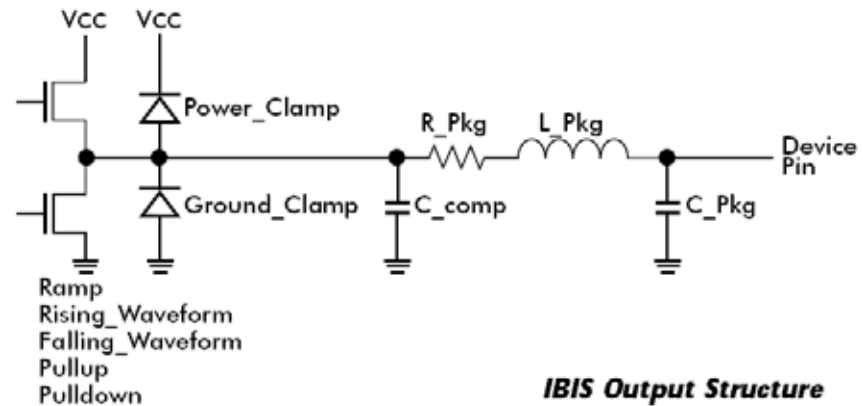 Vcc Vcc
Power_Clamp
R_Pkg L_Pkg
Device
Pin
Ground_Clamp
C_comp
C_Pkg
Ramp
Rising_Waveform
Falling_Waveform
Pullup
Pulldown
IBIS Output Structure